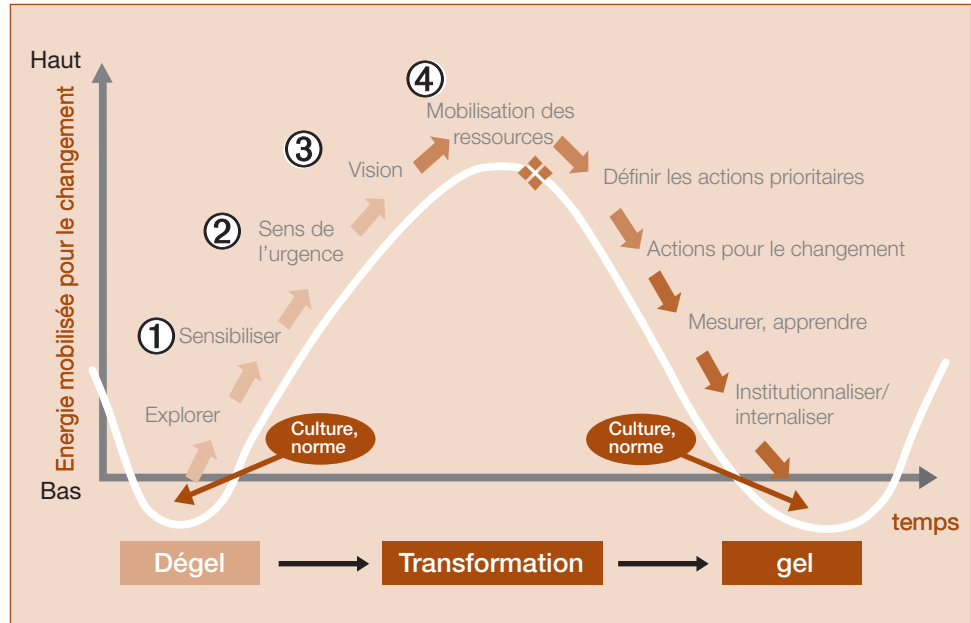 Haut
Energie mobilisée pour le changement
④
Mobilisation des
ressources
③
Vision
②
Sens de
l’urgence
①
Sensibiliser
Explorer
Définir les actions prioritaires
Actions pour le changement
Mesurer, apprendre
Institutionnaliser/
internaliser
Culture,
norme
Culture,
norme
Bas
temps
Dégel
Transformation
gel